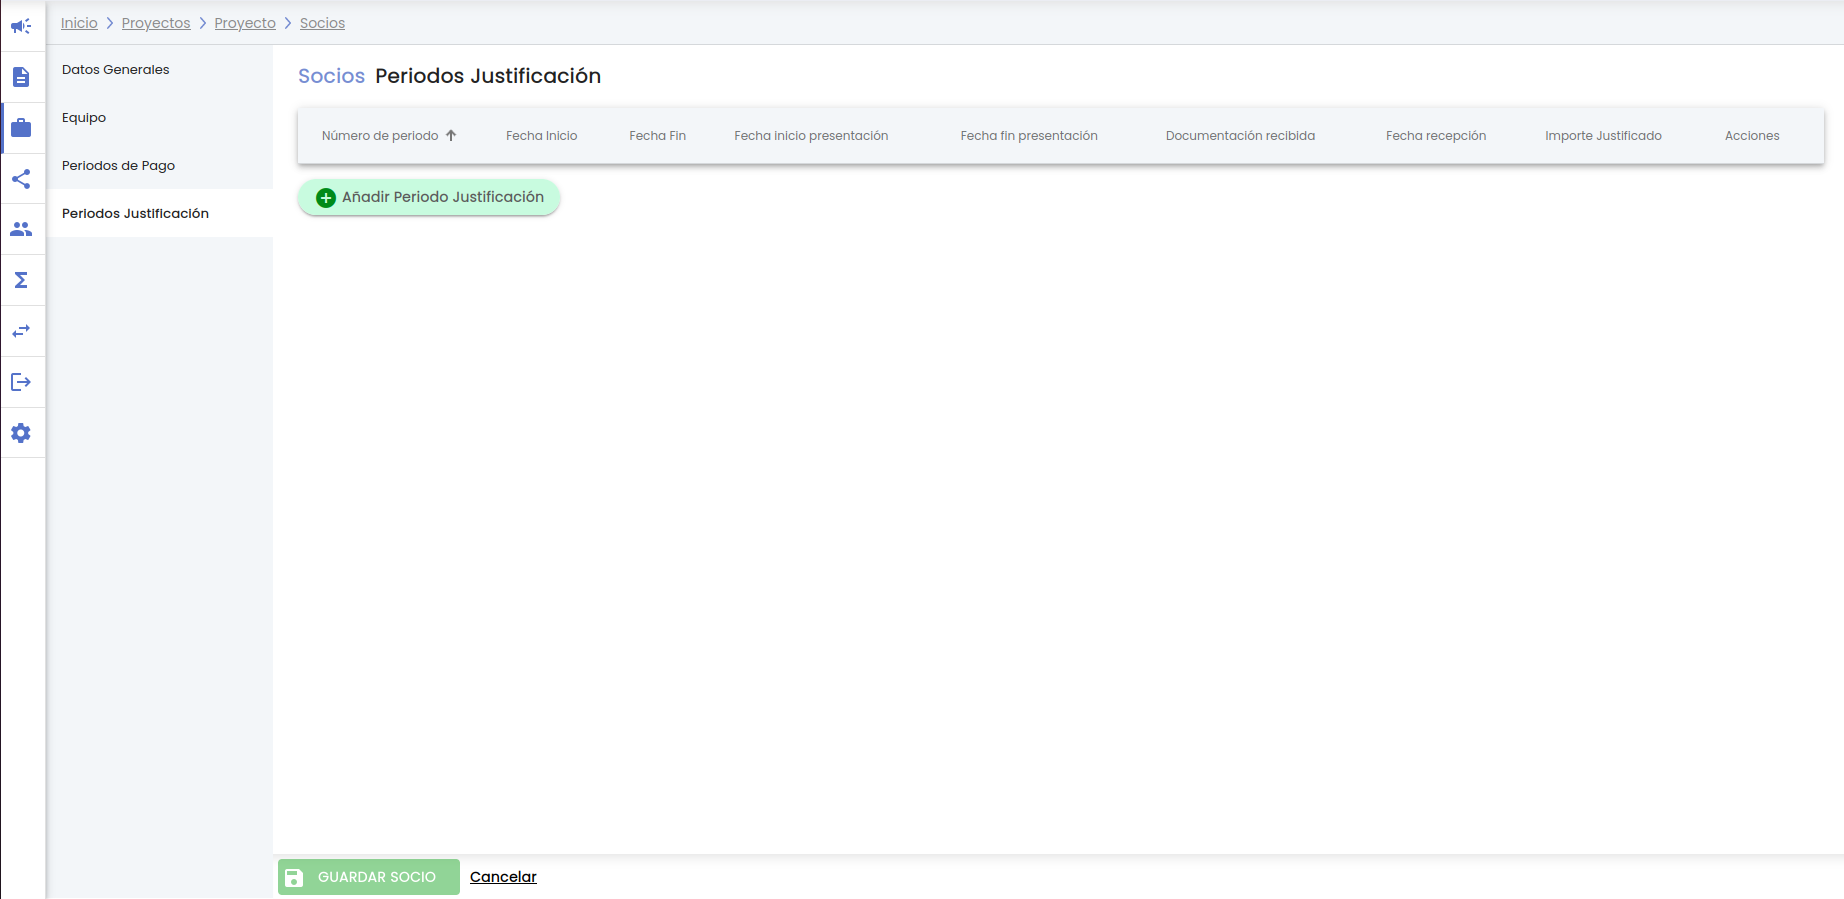 Inicio > Proyectos > Proyecto > Socios
Datos Generales
Equipo
Periodos de Pago
Periodos Justificación
Socios Periodos Justificación
Número de periodo Fecha Inicio Fecha Fin Fecha inicio presentación Fecha fin presentación Documentación recibida Fecha recepción Importe Justificado Acciones
Añadir Periodo Justificación
GUARDAR SOCIO Cancelar